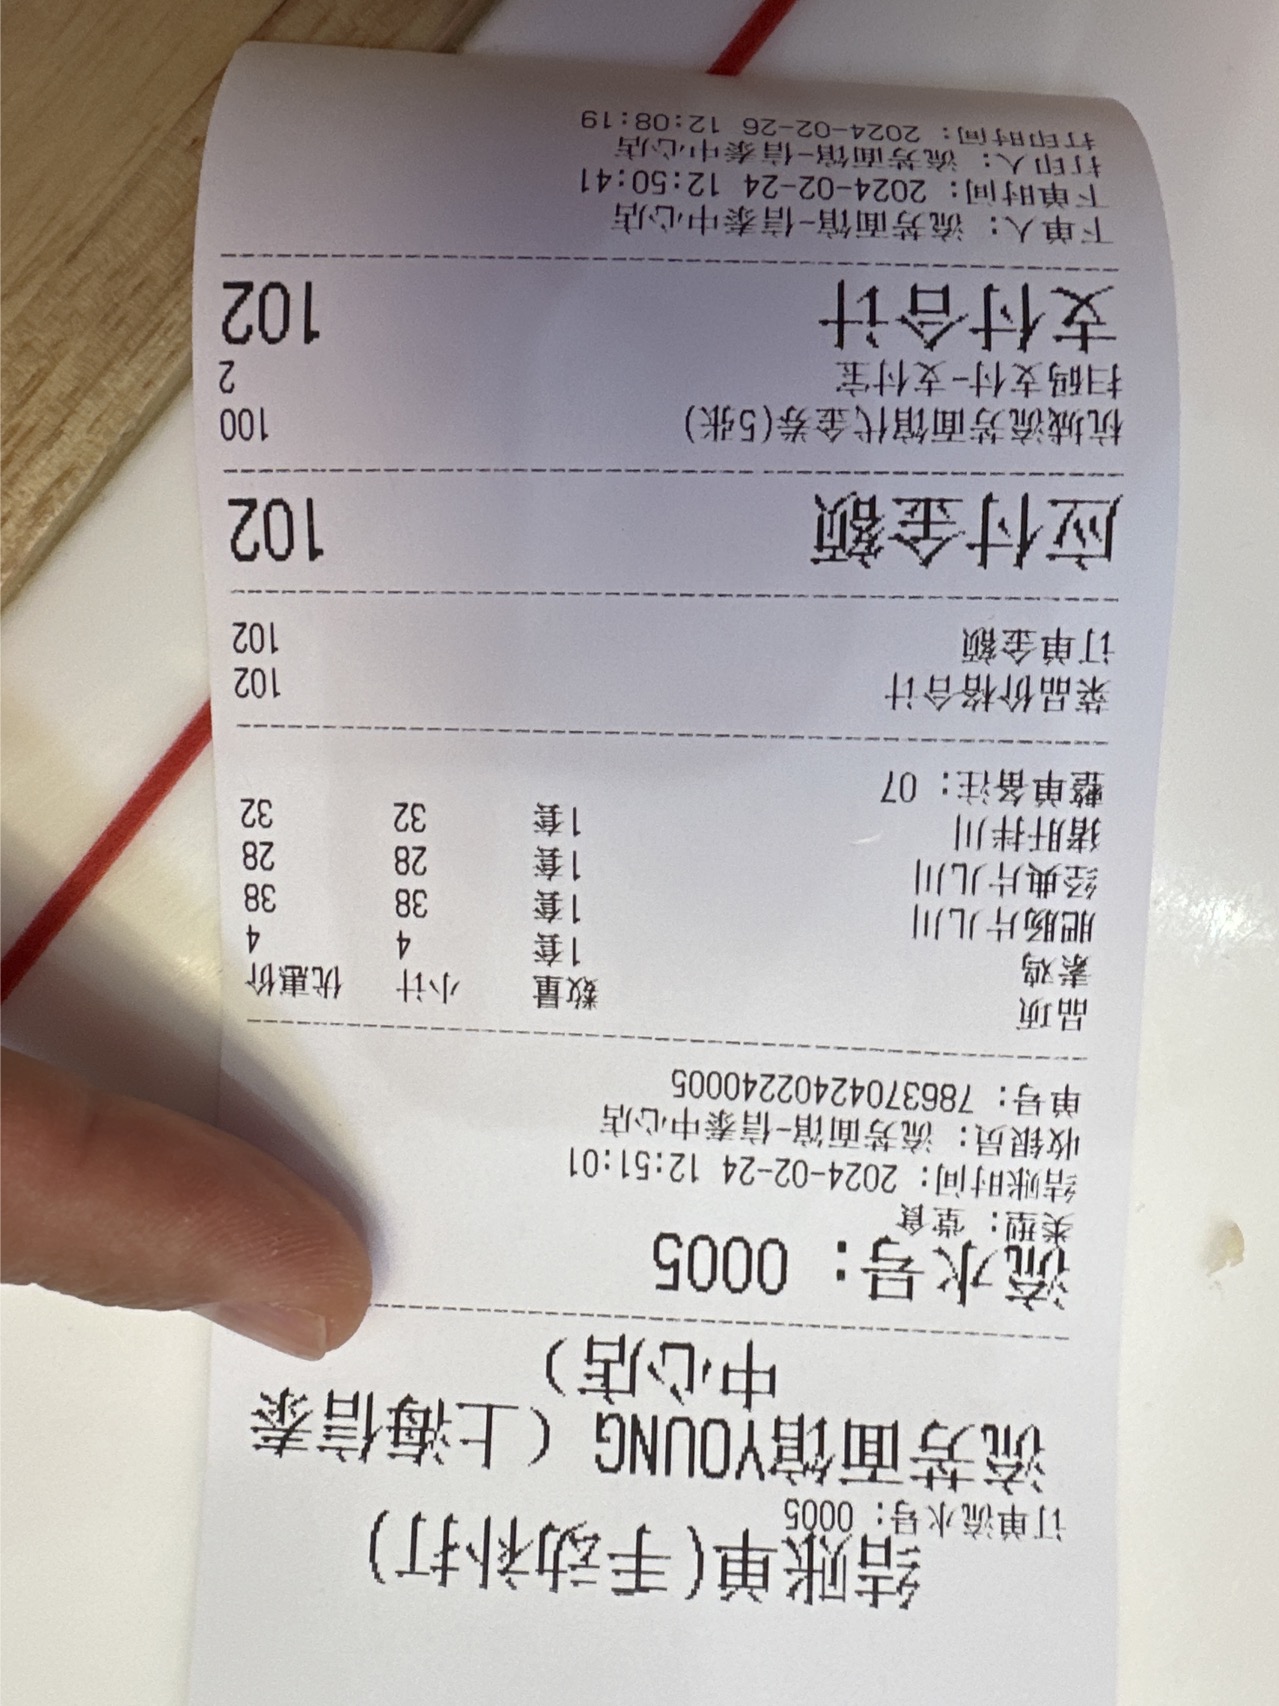 结账单(手动补打)
订单流水号: 0005
流芳面馆YOUNG (上海信泰
中心店)
流水号: 0005
类型: 堂食
结账时间: 2024-02-24 12:51:01
收银员: 流芳面馆-信泰中心店
单号: 786370424022240005
品项 数量 小计 优惠价
素鸡 1套 4 4
肥肠片儿川 1套 38 38
经典片儿川 1套 28 28
猪肝拌川 1套 32 32
整单备注: 07
菜品价格合计 102
订单金额 102
应付金额 102
杭城流芳面馆代金券(5张) 100
扫码支付-支付宝 2
支付合计 102
下单人: 流芳面馆-信泰中心店
下单时间: 2024-02-24 12:50:41
打印人: 流芳面馆-信泰中心店
打印时间: 2024-02-26 12:08:19